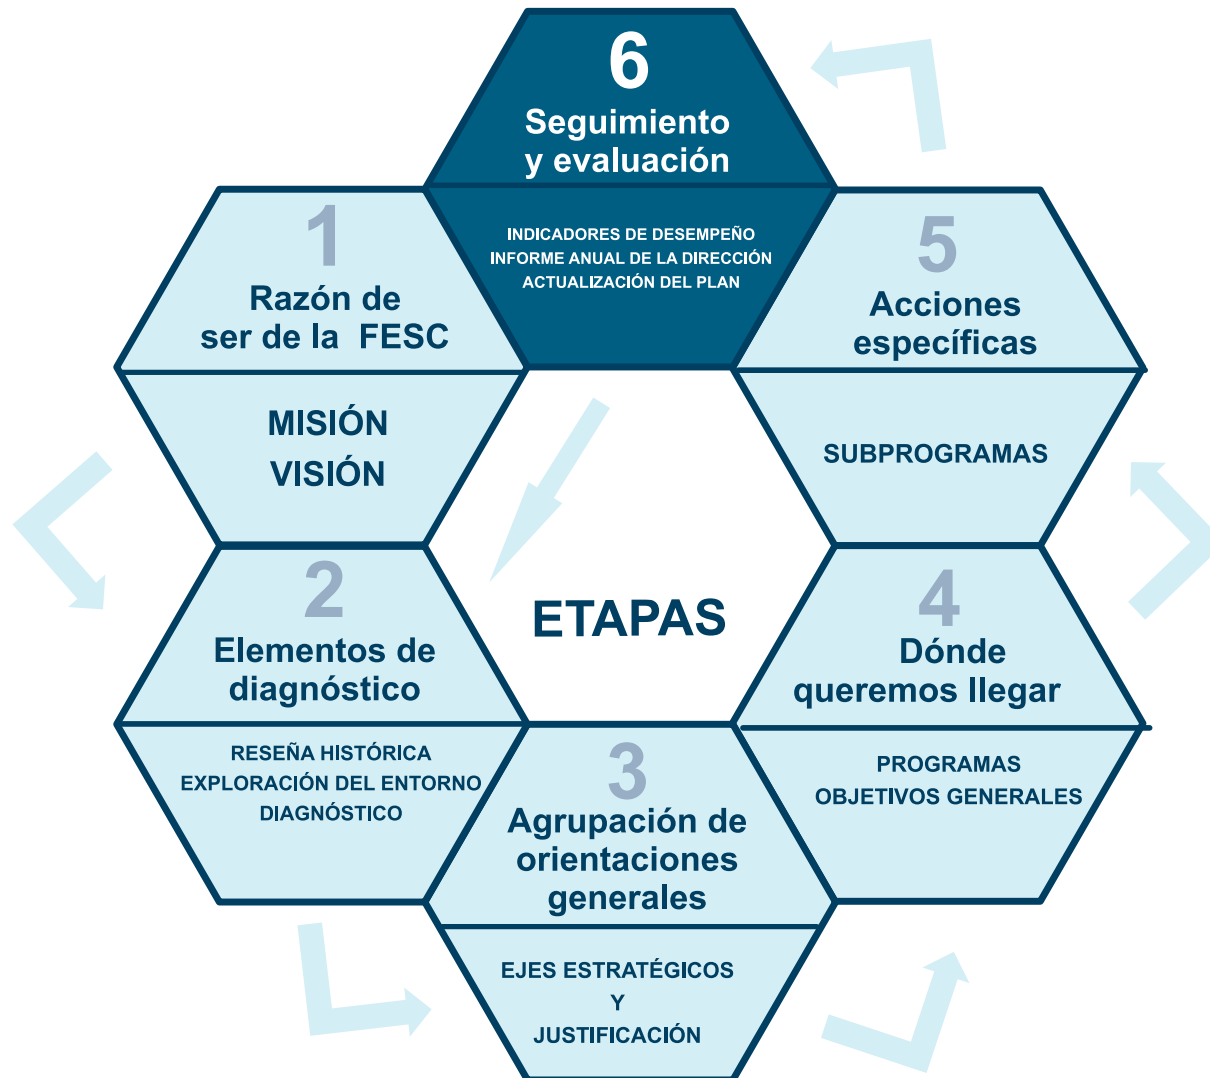 6
Seguimiento
y evaluación
INDICADORES DE DESEMPEÑO
INFORME ANUAL DE LA DIRECCIÓN
ACTUALIZACIÓN DEL PLAN
1
Razón de
ser de la FESC
MISIÓN
VISIÓN
2
Elementos de
diagnóstico
RESEÑA HISTÓRICA
EXPLORACIÓN DEL ENTORNO
DIAGNÓSTICO
3
Agrupación de
orientaciones
generales
EJES ESTRATÉGICOS
Y
JUSTIFICACIÓN
4
Dónde
queremos llegar
PROGRAMAS
OBJETIVOS GENERALES
5
Acciones
específicas
SUBPROGRAMAS
ETAPAS